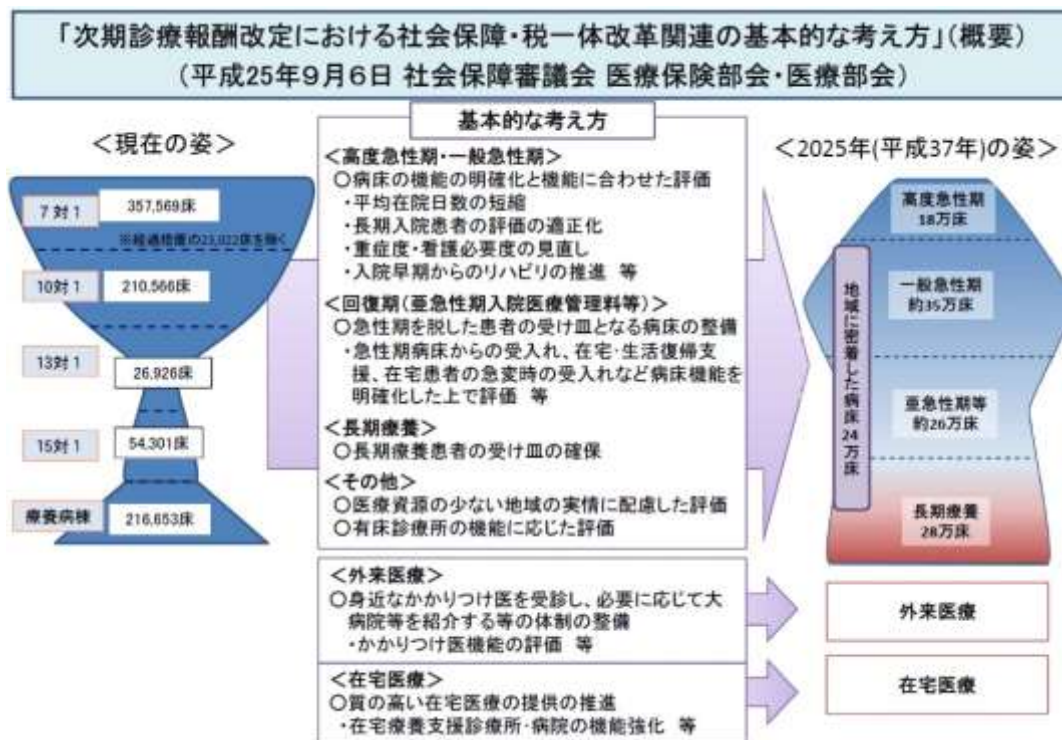 「次期診療報酬改定における社会保障・税一体改革関連の基本的な考え方」(概要)
(平成25年9月6日 社会保障審議会 医療保険部会・医療部会)
<現在の姿>
7対1
357,569床
※経過措置の23,022床を除く
10対1
210,566床
13対1
26,926床
15対1
54,301床
療養病棟
216,653床
基本的な考え方
<高度急性期・一般急性期>
○病床の機能の明確化と機能に合わせた評価
・平均在院日数の短縮
・長期入院患者の評価の適正化
・重症度・看護必要度の見直し
・入院早期からのリハビリの推進 等
<回復期(亜急性期入院医療管理料等)>
○急性期を脱した患者の受け皿となる病床の整備
・急性期病床からの受入れ、在宅・生活復帰支
援、在宅患者の急変時の受入れなど病床機能を
明確化した上で評価 等
<長期療養>
○長期療養患者の受け皿の確保
<その他>
○医療資源の少ない地域の実情に配慮した評価
○有床診療所の機能に応じた評価
<外来医療>
○身近なかかりつけ医を受診し、必要に応じて大
病院等を紹介する等の体制の整備
・かかりつけ医機能の評価 等
<在宅医療>
○質の高い在宅医療の提供の推進
・在宅療養支援診療所・病院の機能強化 等
<2025年(平成37年)の姿>
高度急性期
18万床
一般急性期
約35万床
亜急性期等
約26万床
長期療養
28万床
地域に密着した病床24万床
外来医療
在宅医療